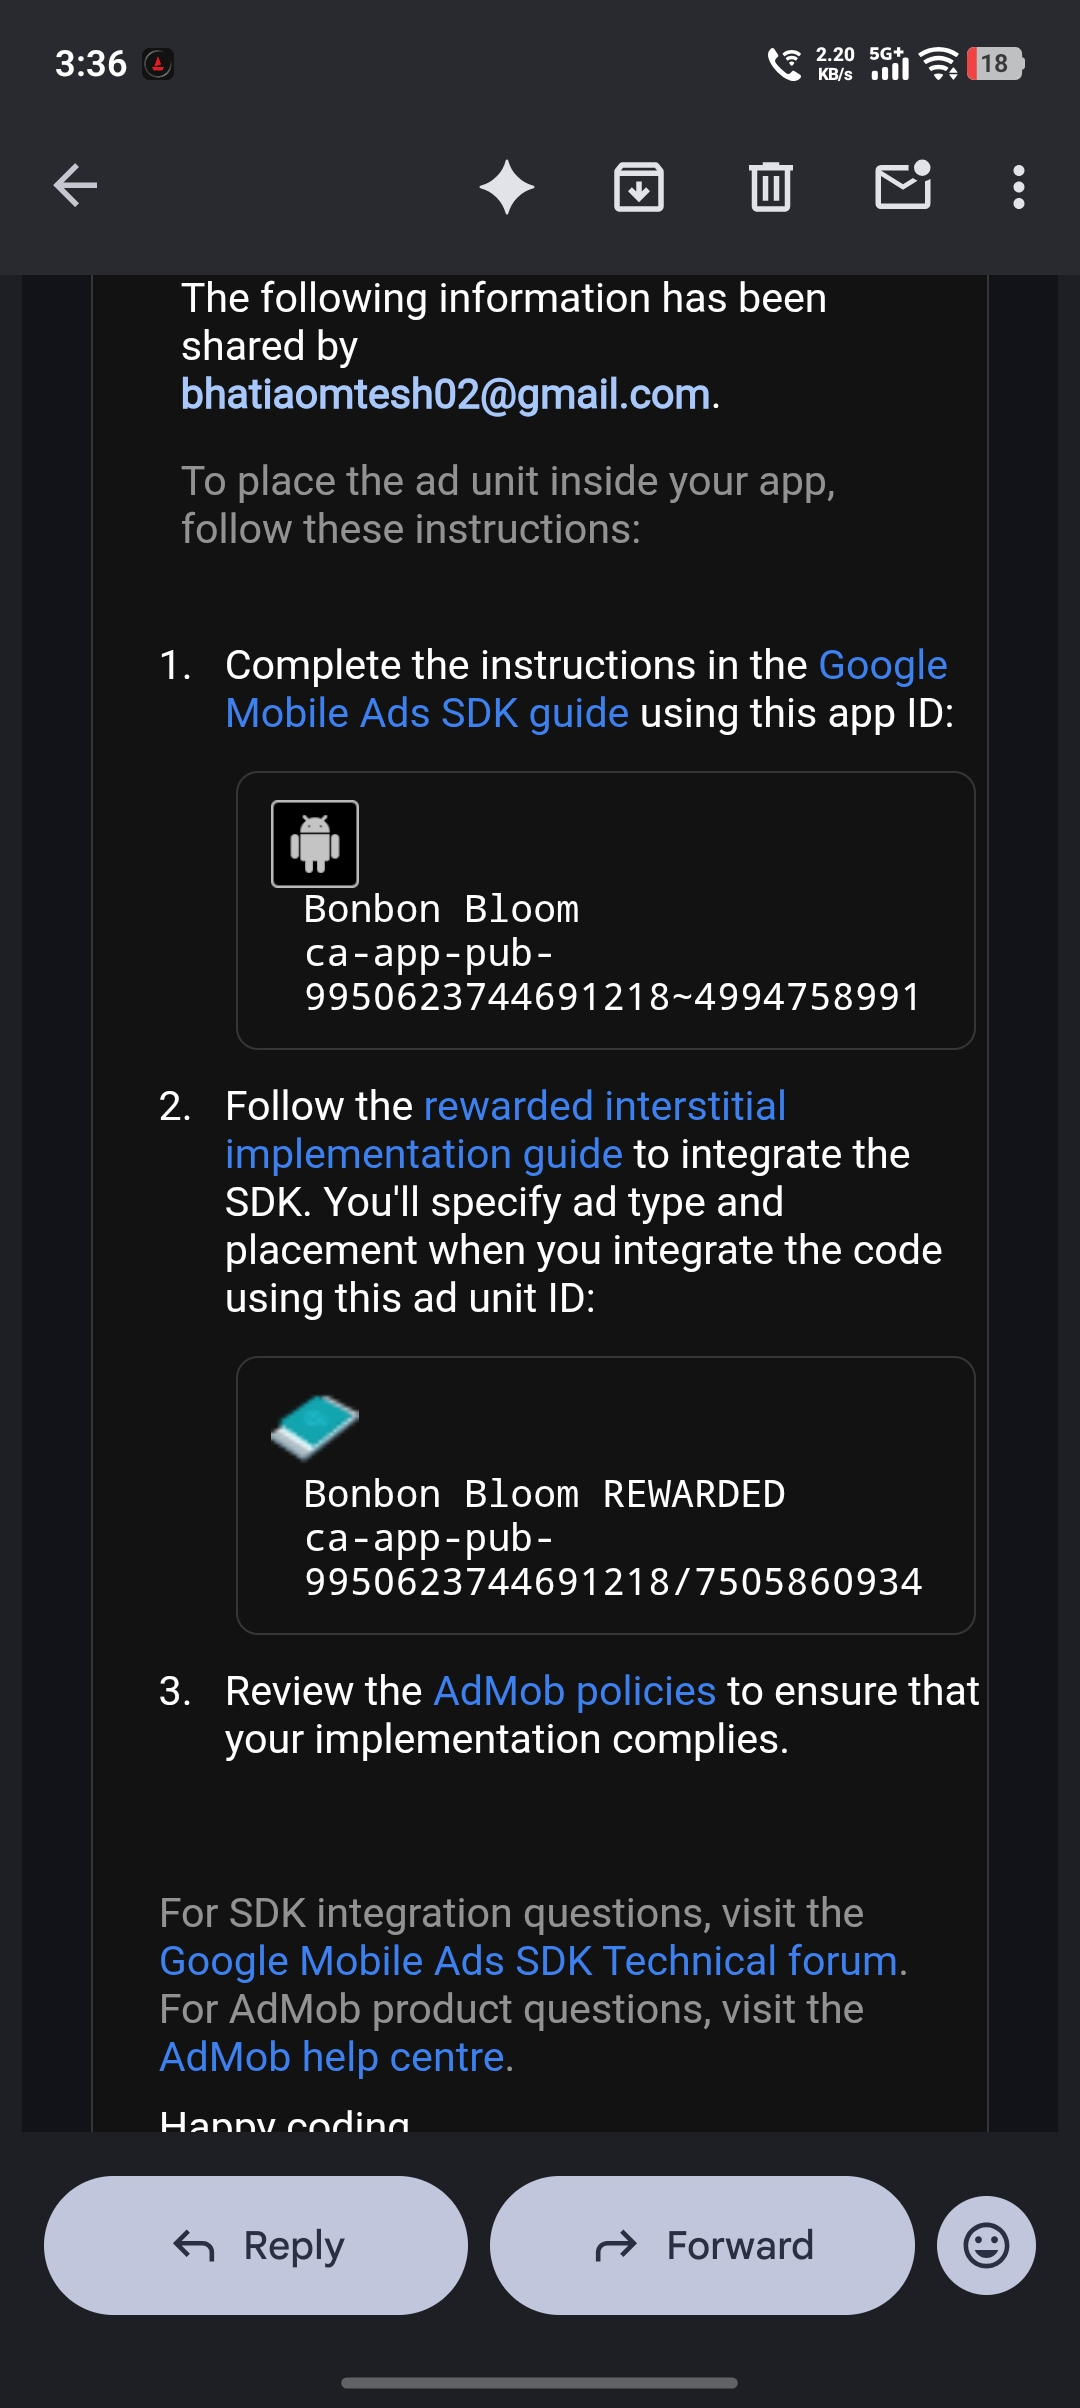 3:36
2.20
KB/s
5G+
18
The following information has been
shared by
bhatiaomtesh02@gmail.com.
To place the ad unit inside your app,
follow these instructions:
1. Complete the instructions in the Google
Mobile Ads SDK guide using this app ID:
Bonbon Bloom
ca-app-pub-
9950623744691218~4994758991
2. Follow the rewarded interstitial
implementation guide to integrate the
SDK. You'll specify ad type and
placement when you integrate the code
using this ad unit ID:
Bonbon Bloom REWARDED
ca-app-pub-
9950623744691218/7505860934
3. Review the AdMob policies to ensure that
your implementation complies.
For SDK integration questions, visit the
Google Mobile Ads SDK Technical forum.
For AdMob product questions, visit the
AdMob help centre.
Happy coding
Reply
Forward